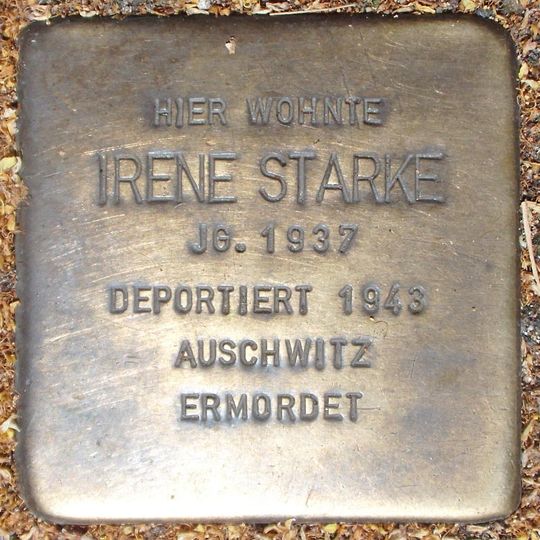 HIER WOHNTE
IRENE STARKE
JG. 1937
DEPORTIERT 1943
AUSCHWITZ
ERMORDET